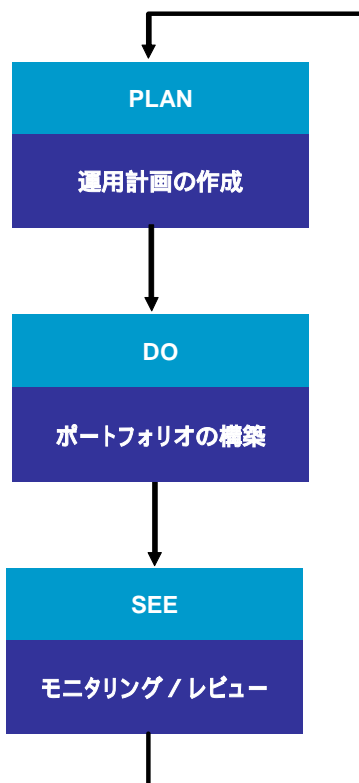 PLAN
運用計画の作成
DO
ポートフォリオの構築
SEE
モニタリング / レビュー